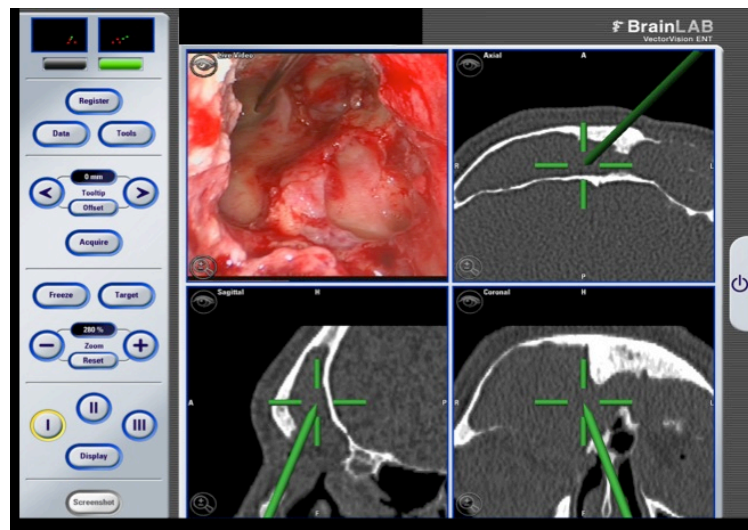 BrainLAB
VectorVision ENT
Register
Data
Tools
0 mm
Tooltip
Offset
Acquire
Freeze
Target
280 %
Zoom
Reset
I
II
III
Display
Screenshot
Live Video
Axial
A
R
L
P
Sagittal
H
A
P
F
Coronal
H
R
L
F